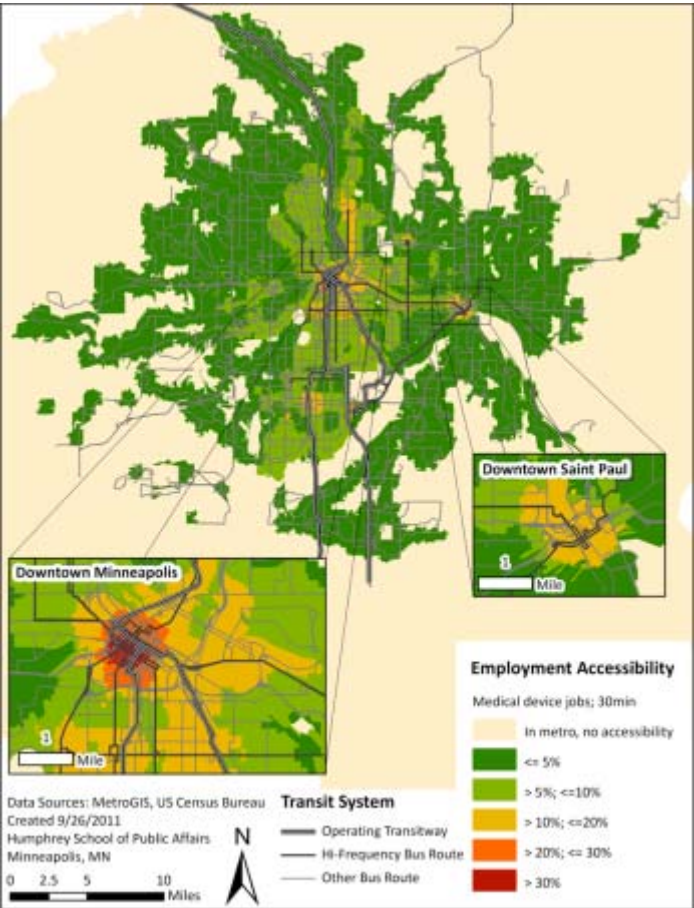 Downtown Saint Paul
1
Mile
Downtown Minneapolis
1
Mile
Employment Accessibility
Medical device jobs; 30min
In metro, no accessibility
<= 5%
> 5%; <=10%
> 10%; <=20%
> 20%; <= 30%
> 30%
Data Sources: MetroGIS, US Census Bureau
Created 9/26/2011
Humphrey School of Public Affairs
Minneapolis, MN
N
0 2.5 5 10
Miles
Transit System
Operating Transitway
Hi-Frequency Bus Route
Other Bus Route